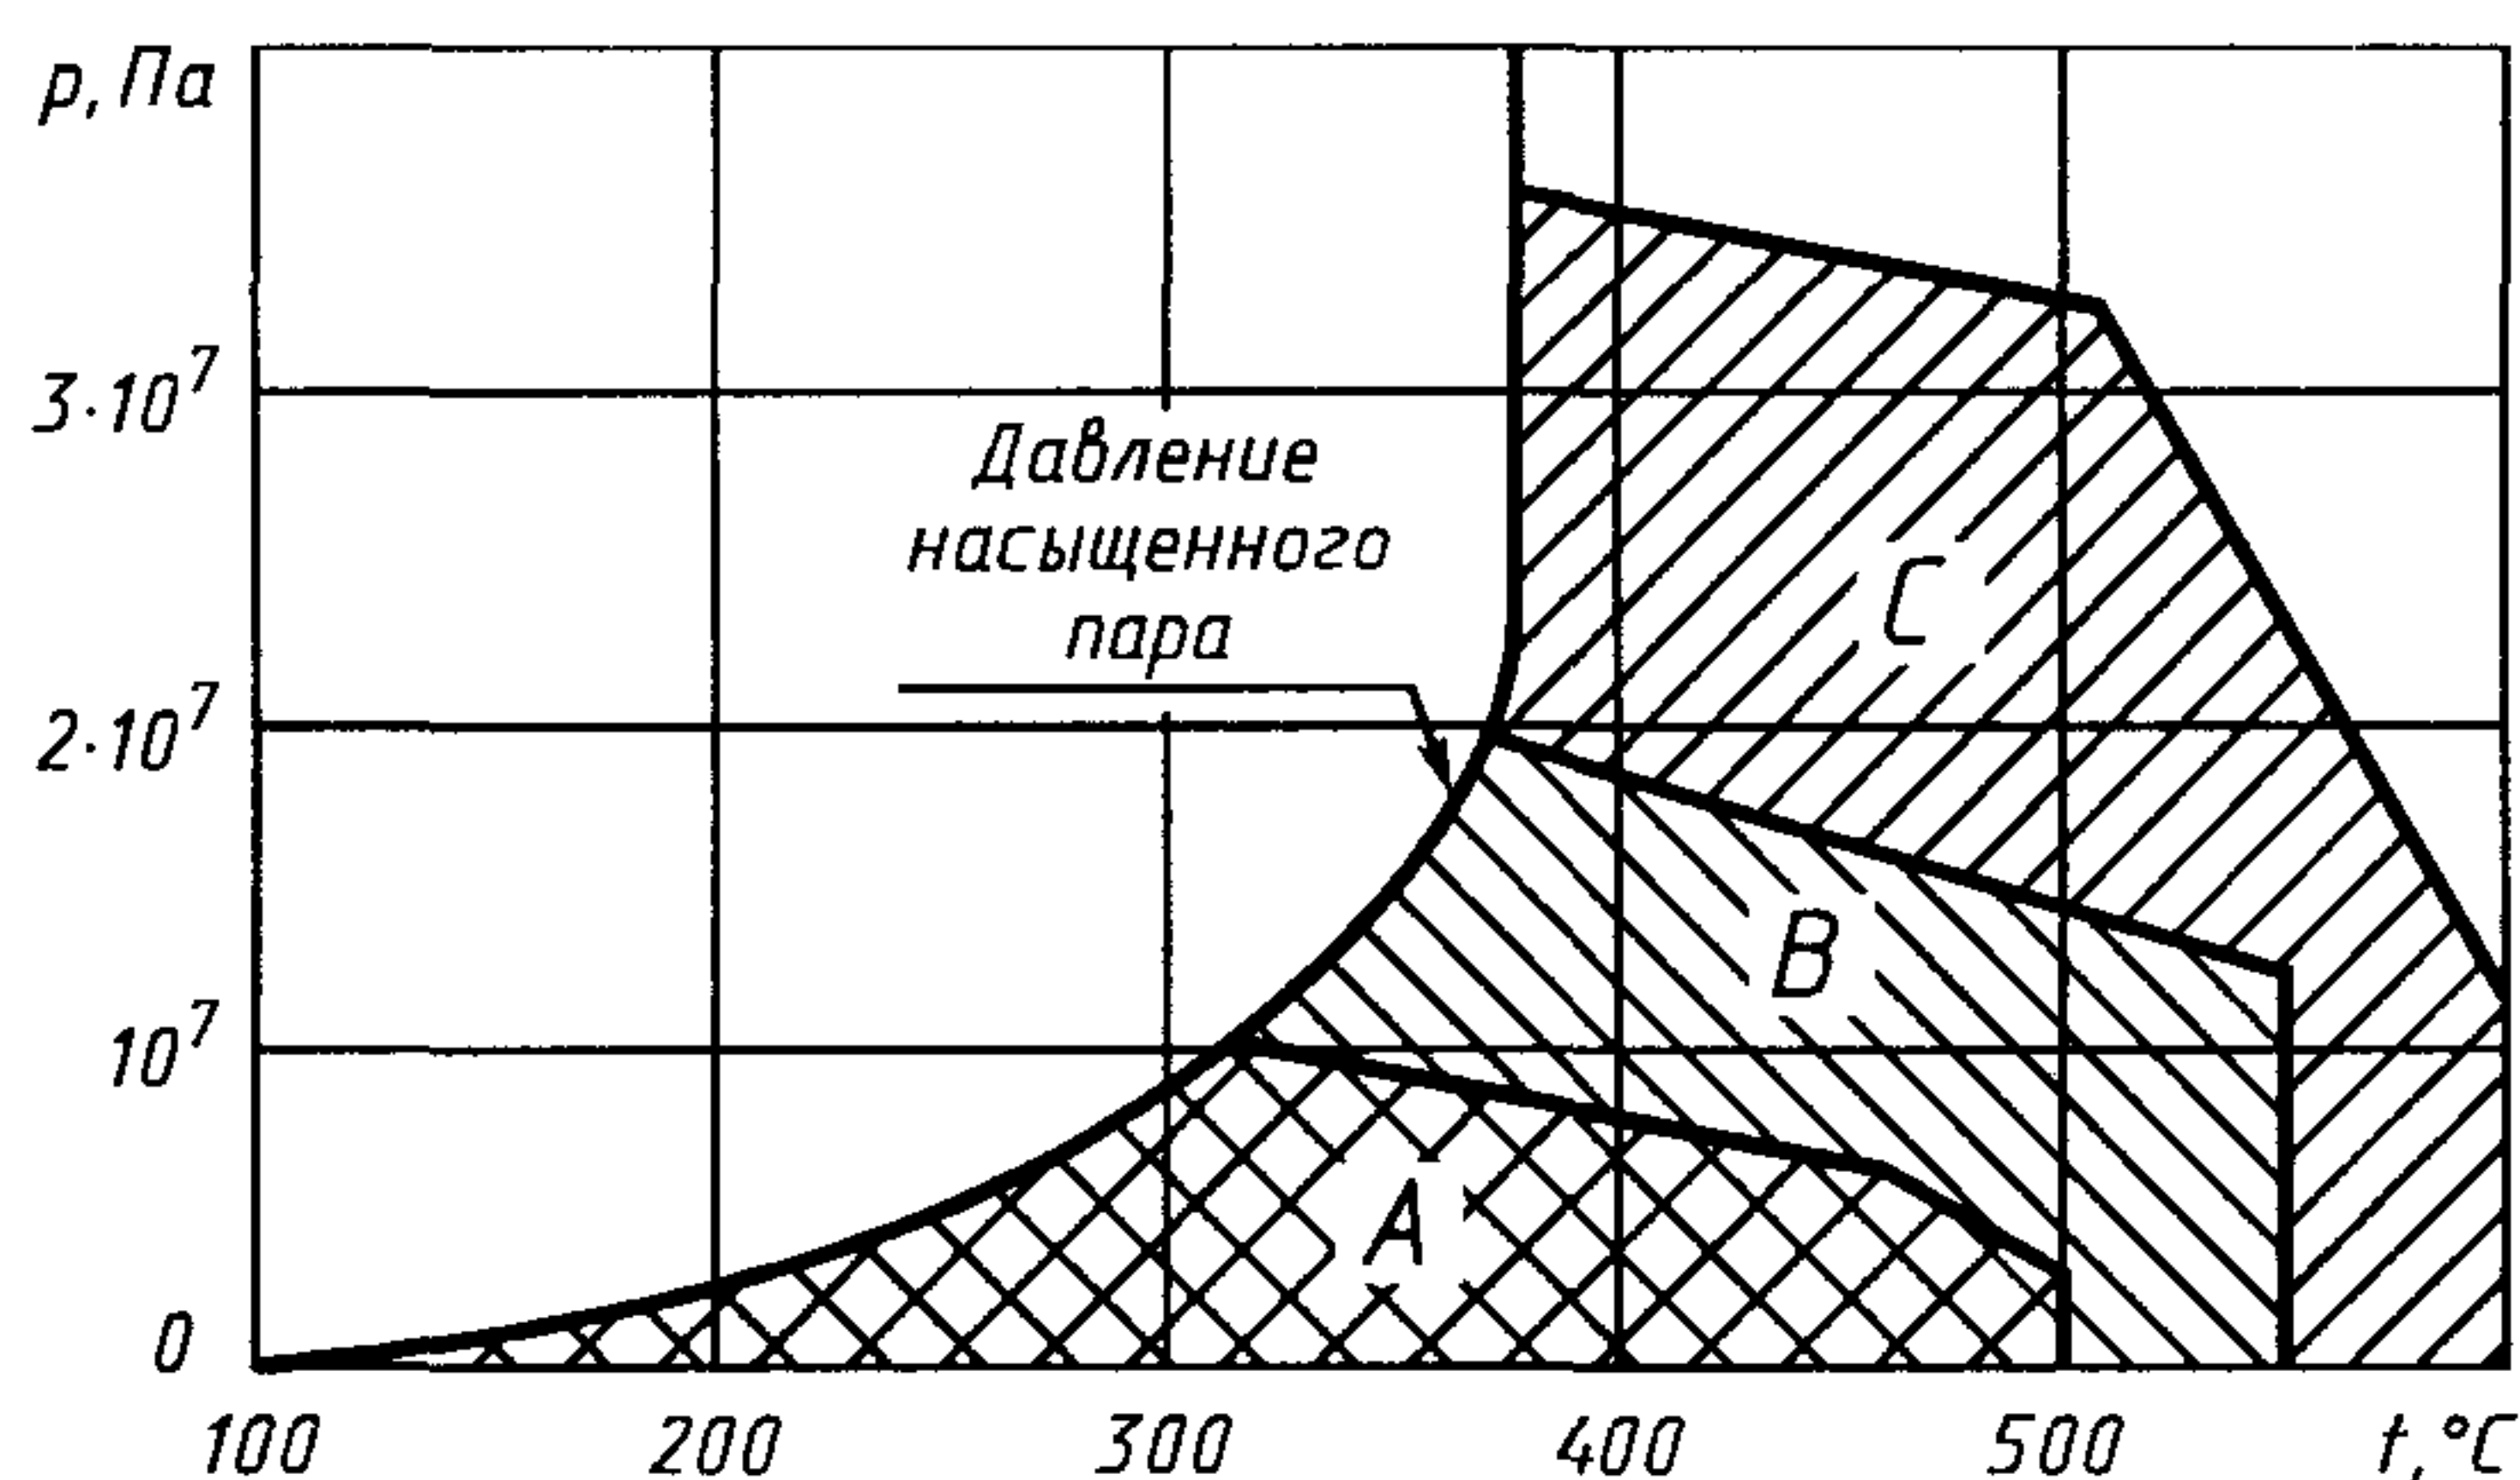 p, Па
3·10⁷
Давление
насыщенного
пара
C
2·10⁷
B
10⁷
A
0
100 200 300 400 500 t, °C